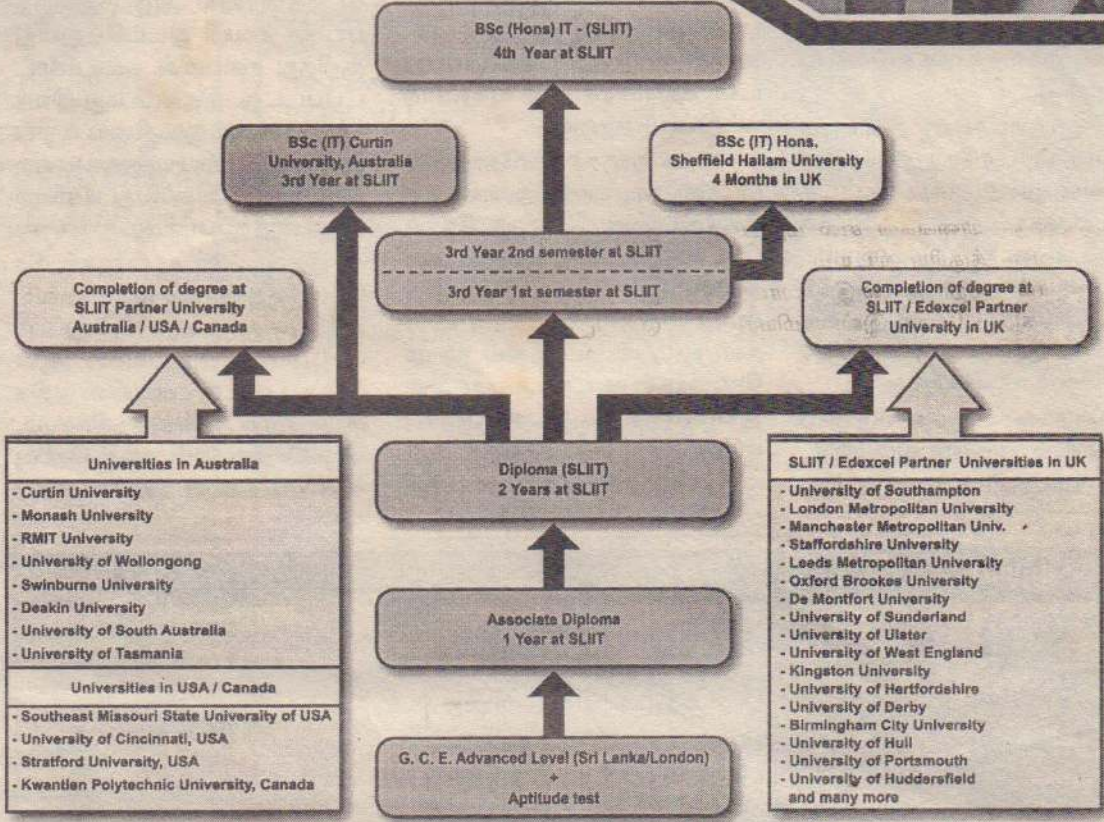 BSc (Hons) IT - (SLIIT)
4th Year at SLIIT
BSc (IT) Curtin
University, Australia
3rd Year at SLIIT
BSc (IT) Hons.
Sheffield Hallam University
4 Months in UK
3rd Year 2nd semester at SLIIT
3rd Year 1st semester at SLIIT
Completion of degree at
SLIIT Partner University
Australia / USA / Canada
Completion of degree at
SLIIT / Edexcel Partner
University in UK
Universities in Australia
- Curtin University
- Monash University
- RMIT University
- University of Wollongong
- Swinburne University
- Deakin University
- University of South Australia
- University of Tasmania
Universities in USA / Canada
- Southeast Missouri State University of USA
- University of Cincinnati, USA
- Stratford University, USA
- Kwantlen Polytechnic University, Canada
Diploma (SLIIT)
2 Years at SLIIT
Associate Diploma
1 Year at SLIIT
G. C. E. Advanced Level (Sri Lanka/London)
+
Aptitude test
SLIIT / Edexcel Partner Universities in UK
- University of Southampton
- London Metropolitan University
- Manchester Metropolitan Univ.
- Staffordshire University
- Leeds Metropolitan University
- Oxford Brookes University
- De Montfort University
- University of Sunderland
- University of Ulster
- University of West England
- Kingston University
- University of Hertfordshire
- University of Derby
- Birmingham City University
- University of Hull
- University of Portsmouth
- University of Huddersfield
and many more